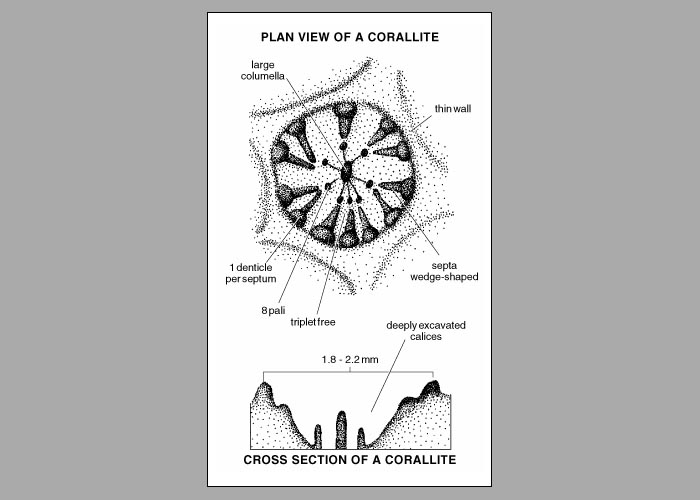 PLAN VIEW OF A CORALLITE
large
columella
thin wall
1 denticle
per septum
septa
wedge-shaped
8 pali
triplet free
deeply excavated
calices
1.8 - 2.2 mm
CROSS SECTION OF A CORALLITE